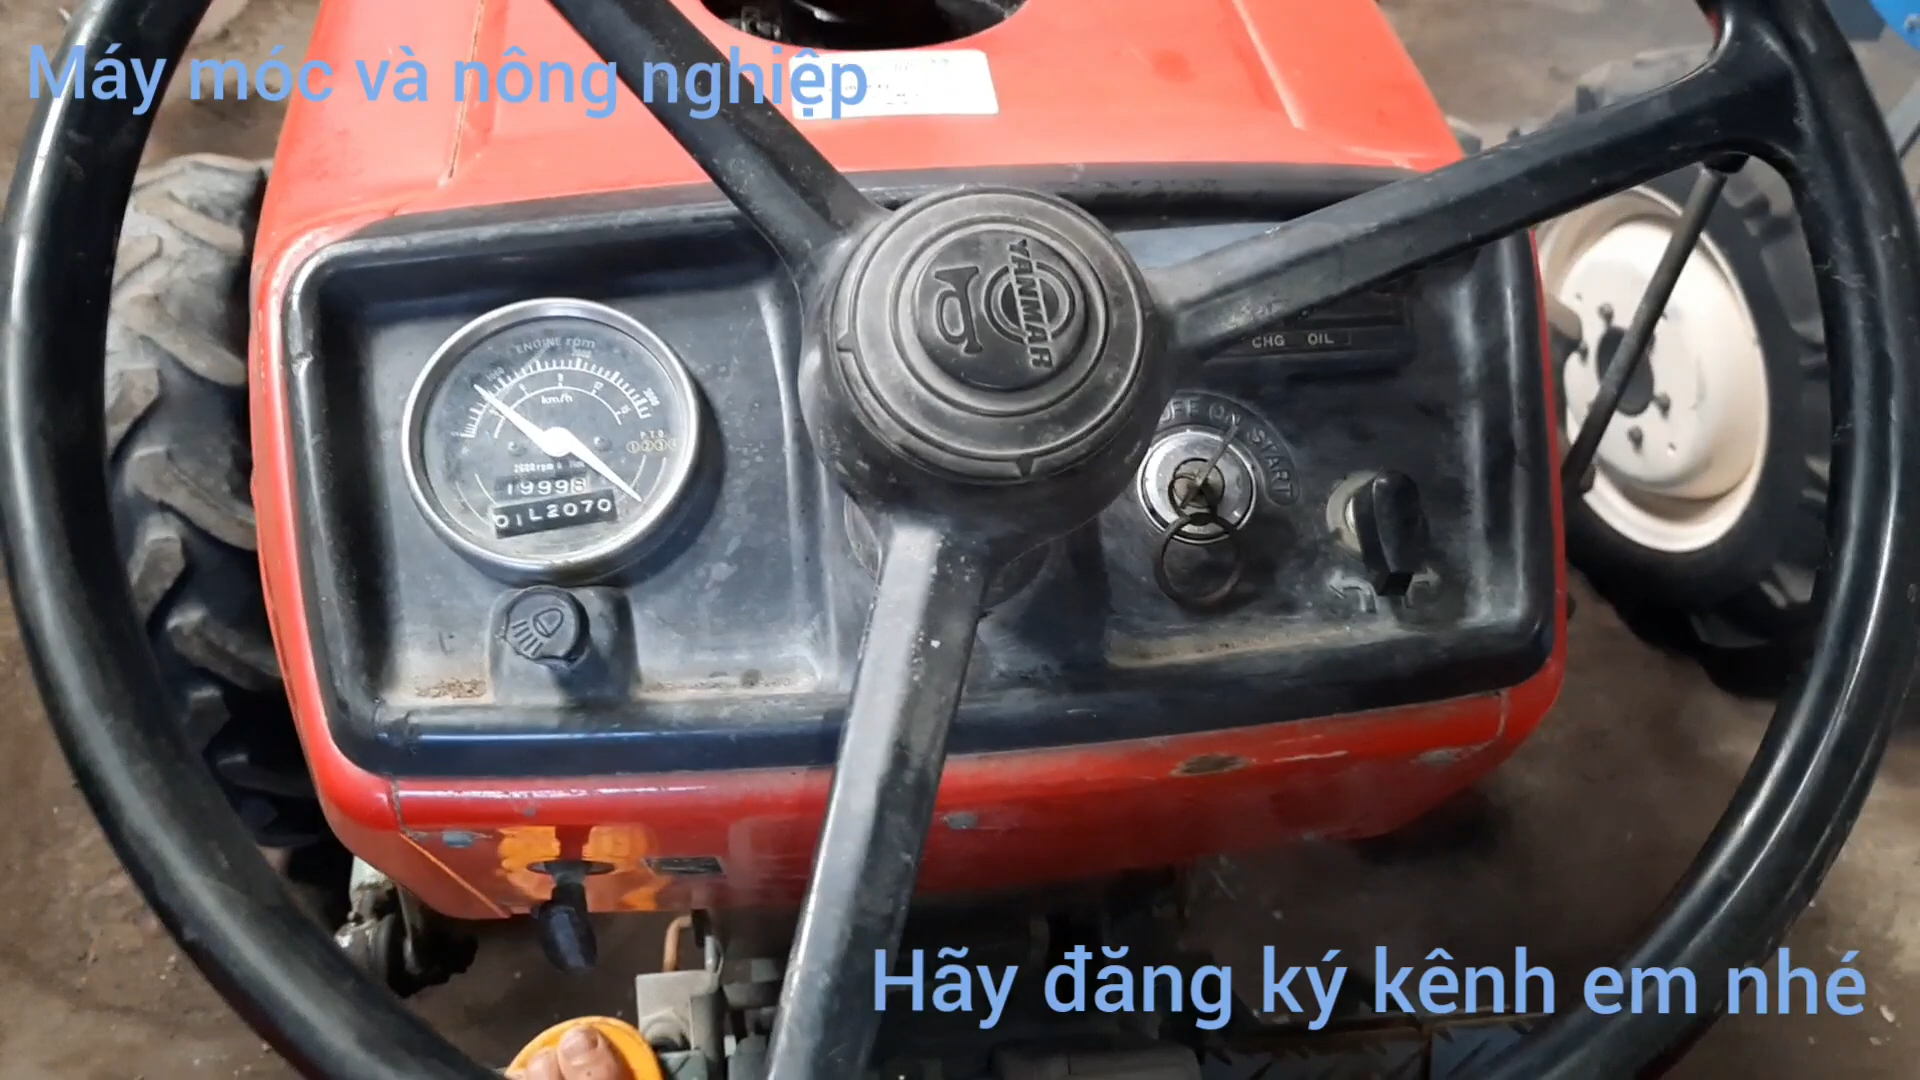 Máy móc và nông nghiệp
YANMAR
ENGINE rpm
km/h
P.T.O.
19998
OIL2070
CHG OIL
OFF ON START
Hãy đăng ký kênh em nhé